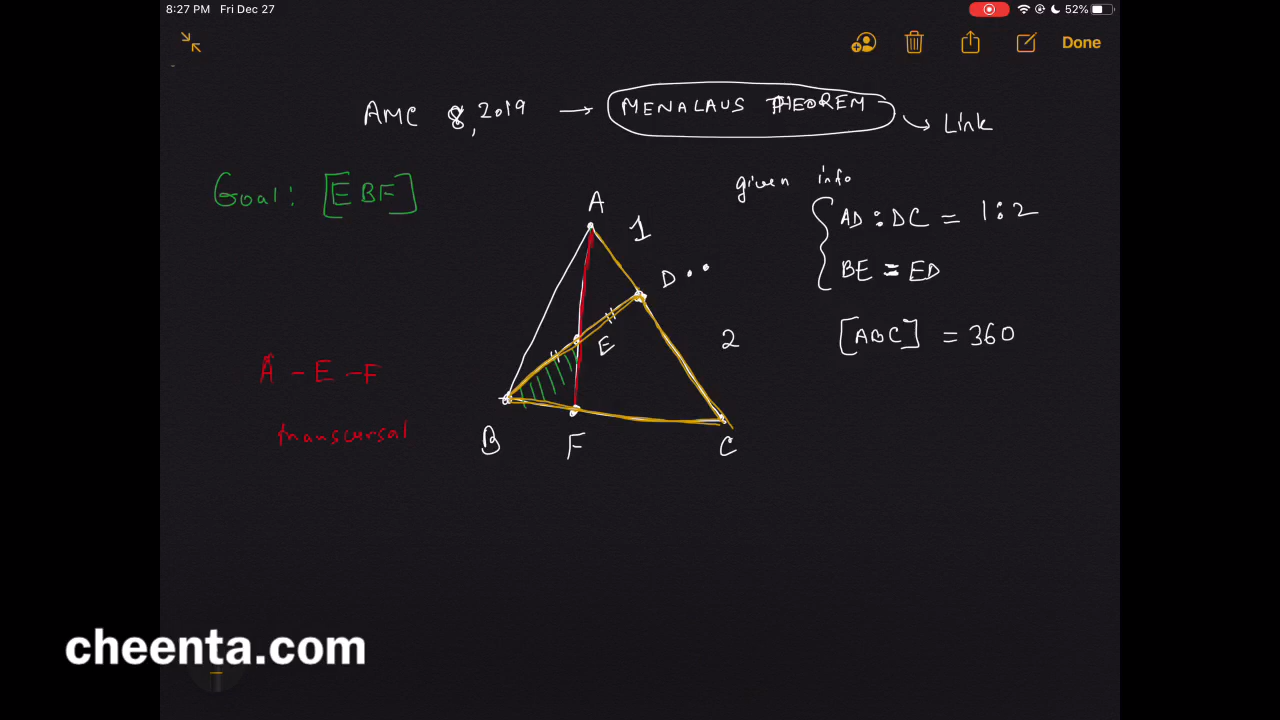 8:27 PM Fri Dec 27
52%
Done
AMC 8, 2019 → MENALAUS THEOREM
Link
Goal: [EBF]
given info
AD : DC = 1:2
BE = ED
[ABC] = 360
A
1
D
2
E
B
F
C
A - E - F
transversal
cheenta.com